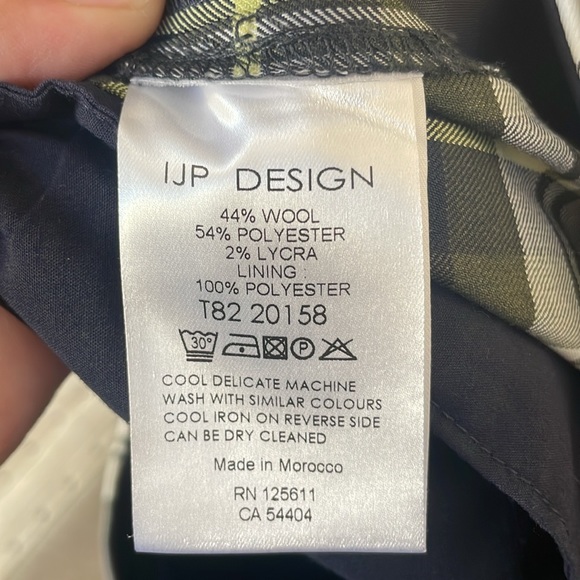 IJP DESIGN
44% WOOL
54% POLYESTER
2% LYCRA
LINING :
100% POLYESTER
T82 20158
30° P
COOL DELICATE MACHINE
WASH WITH SIMILAR COLOURS
COOL IRON ON REVERSE SIDE
CAN BE DRY CLEANED
Made in Morocco
RN 125611
CA 54404